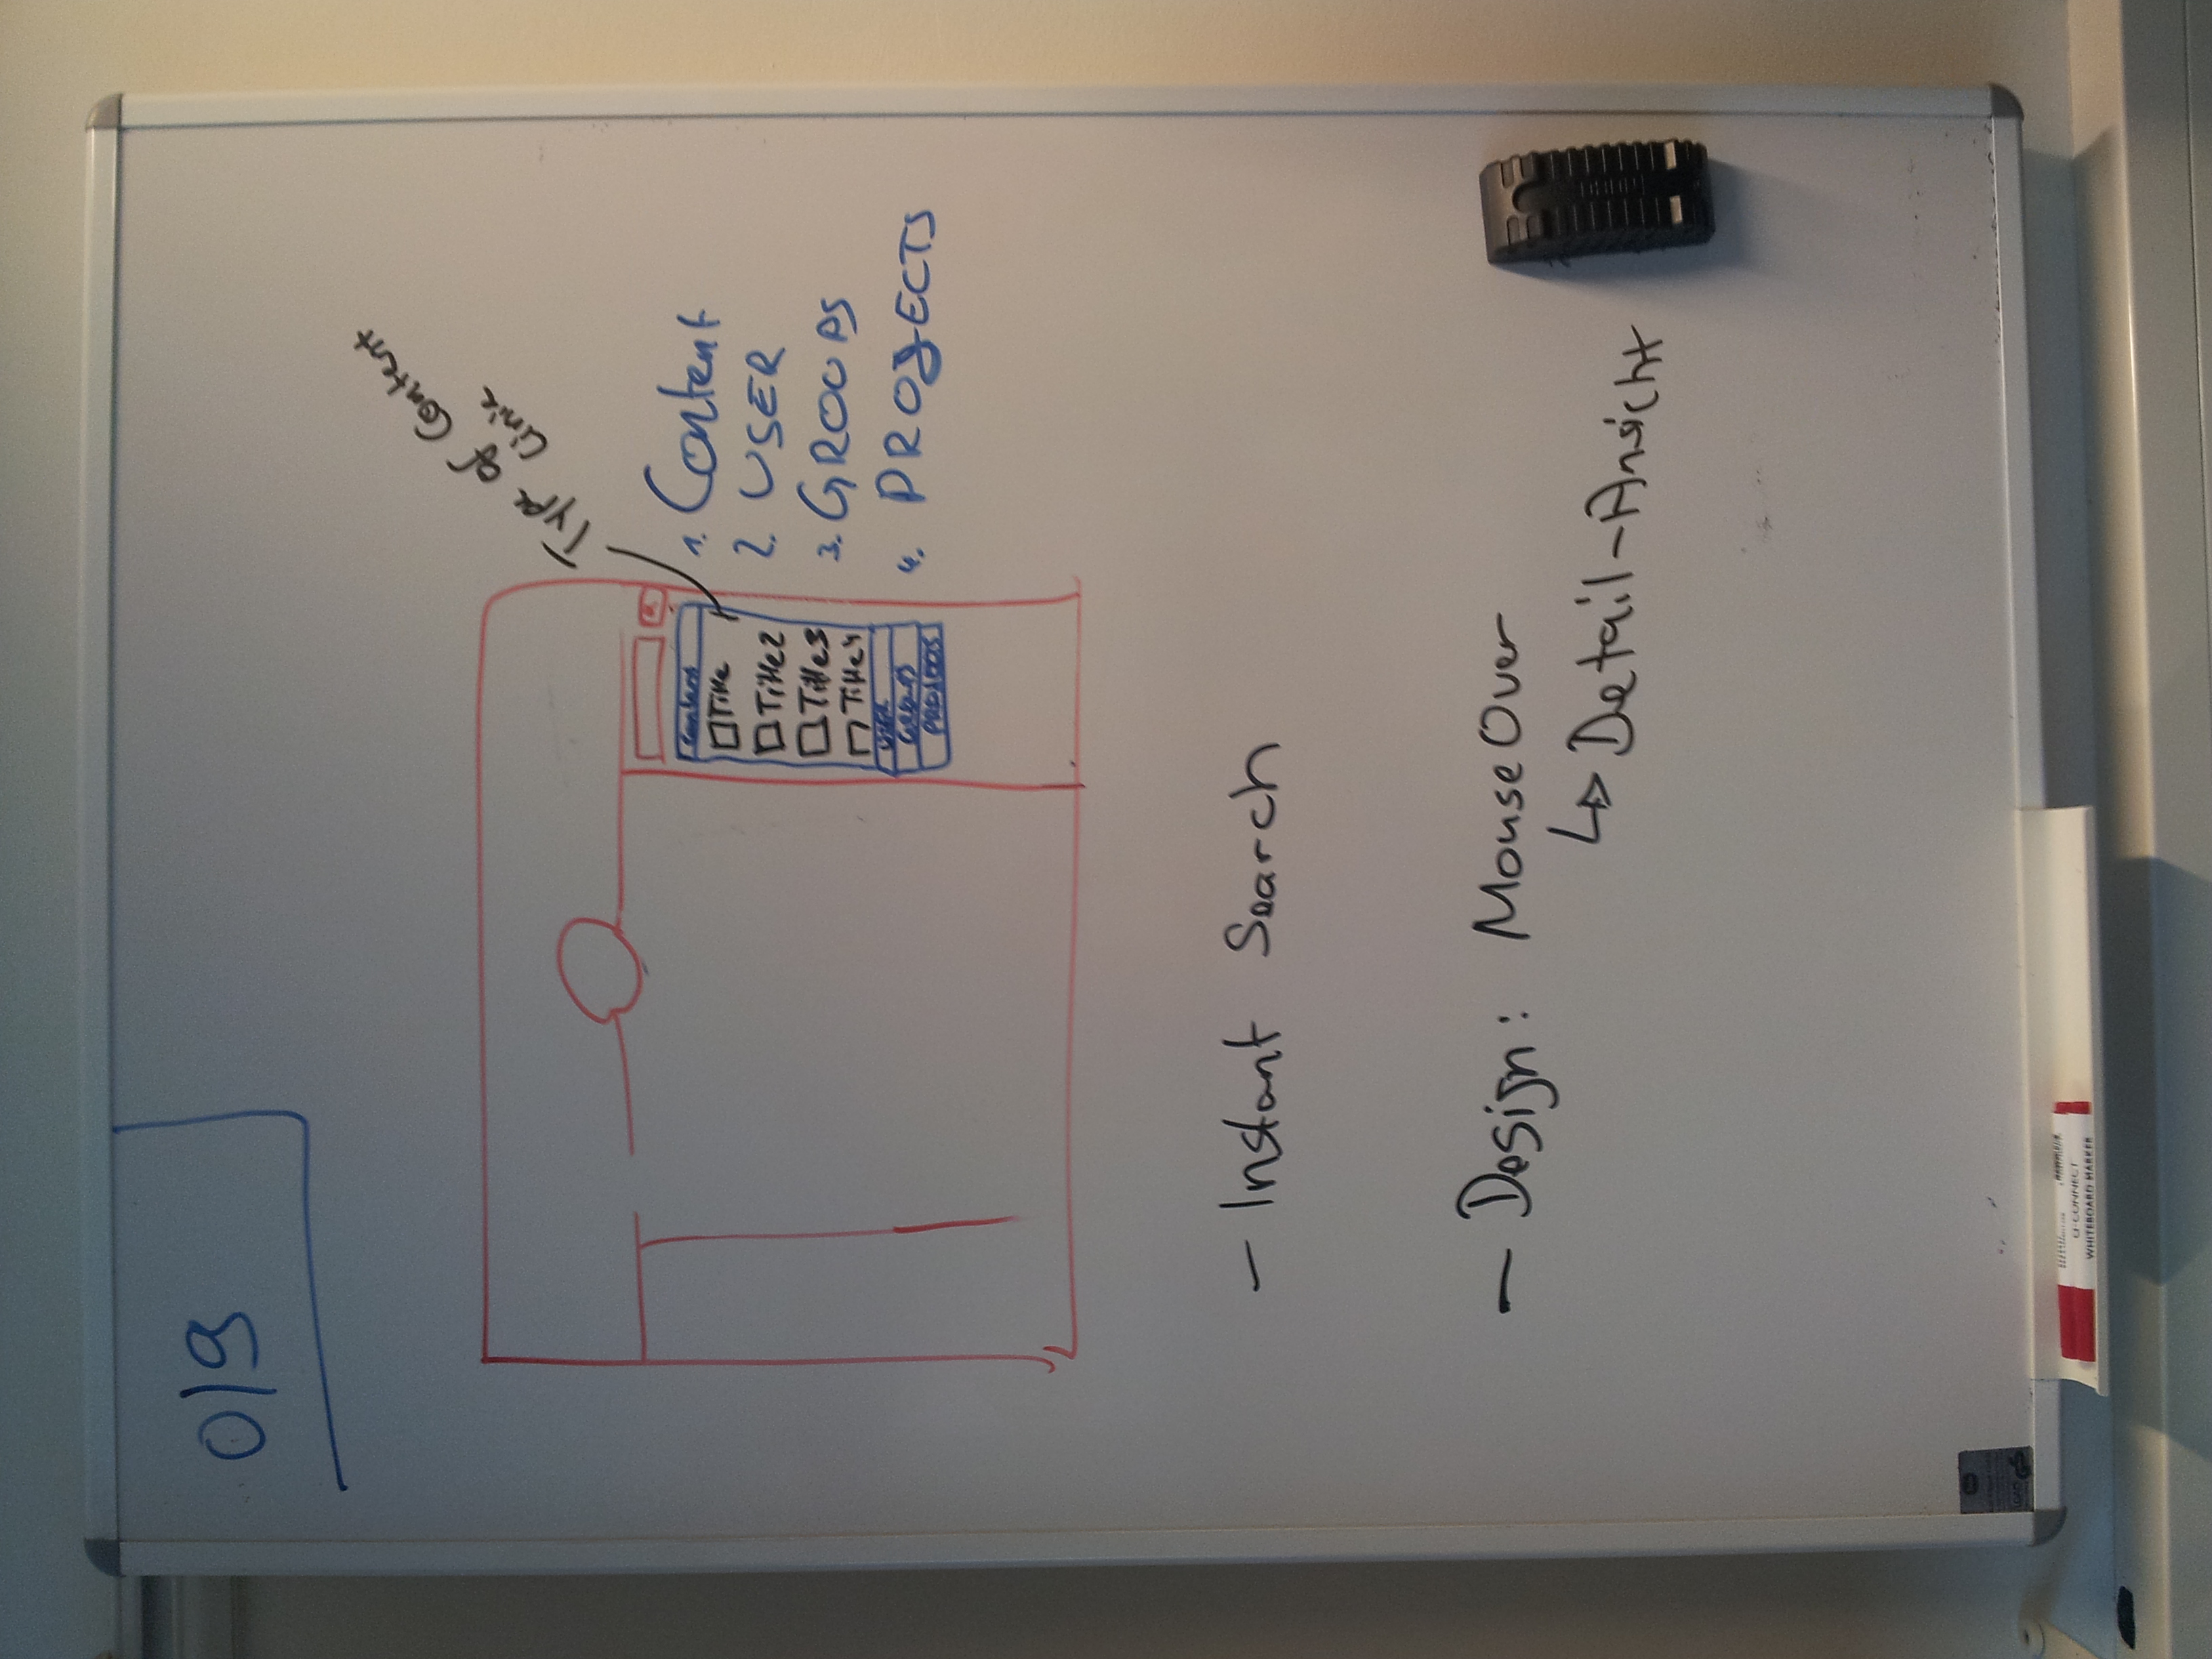 0|9
Type of Content
Link
Content
Title
Title2
Title3
Title4
USER
GROUPS
PROJECTS
1. Content
2. USER
3. GROUPS
4. PROJECTS
- Instant Search
- Design: MouseOver
↳ Detail-Ansicht
Q-CONNECT
WHITEBOARD MARKER